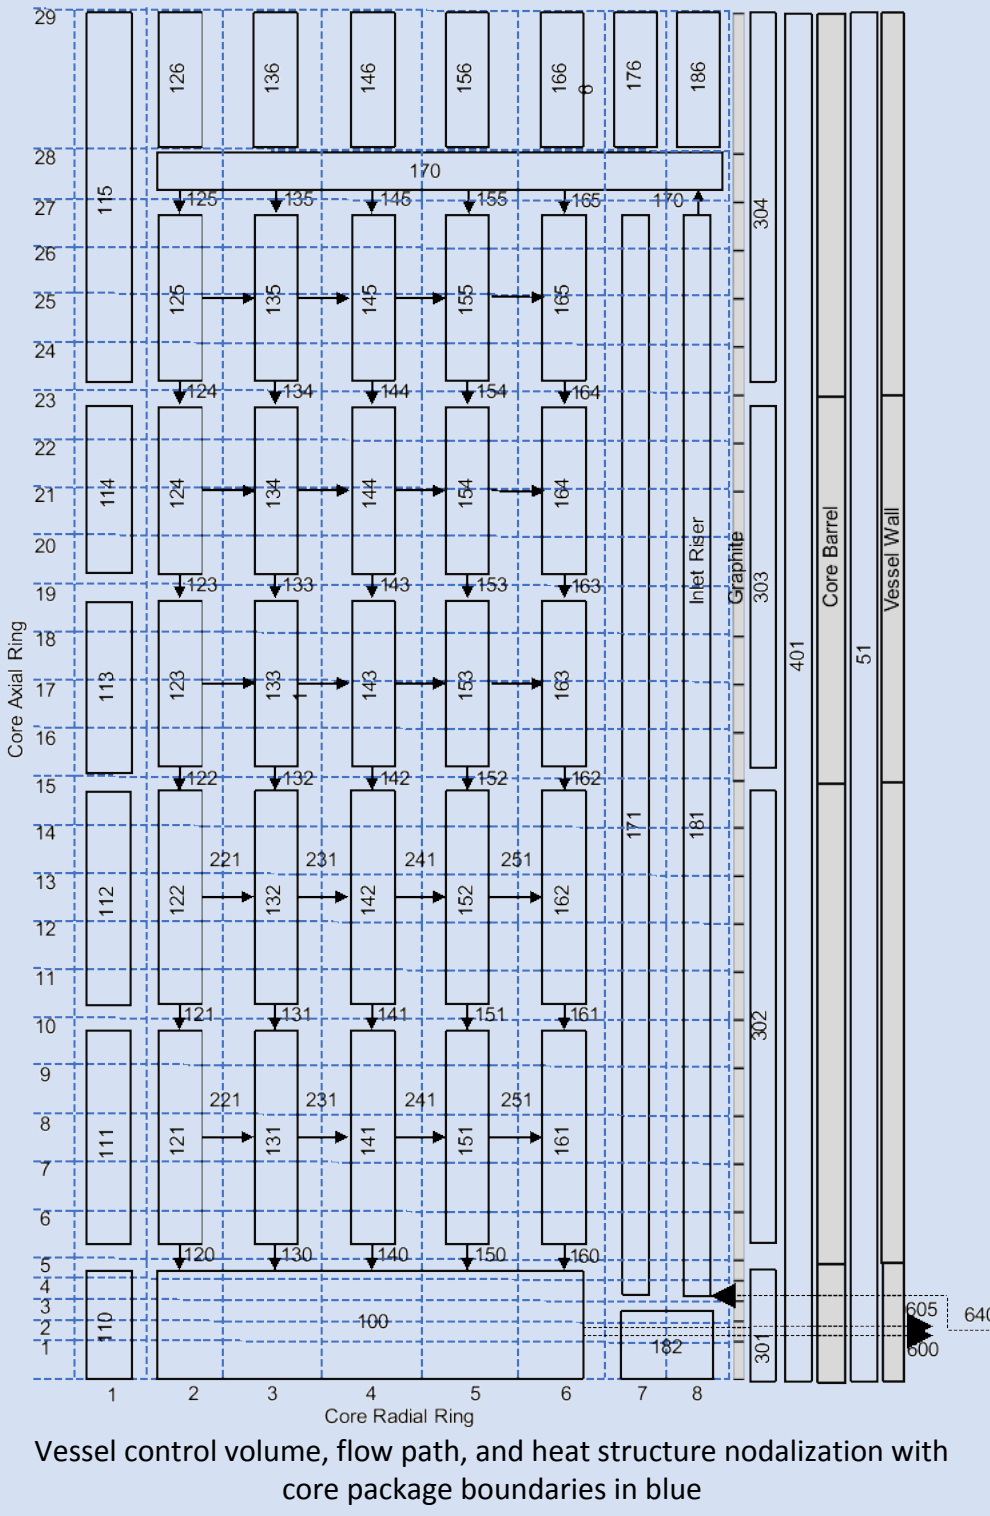 29
126 136 146 156 166 6 176 186
28
170
115
125 135 145 155 165 170
27
304
26
25
125 135 145 155 165
24
124 134 144 154 164
23
22
21
114 124 134 144 154 164
20
Inlet Riser
Graphite
Core Barrel
Vessel Wall
123 133 143 153 163
19
303
18
Core Axial Ring
401
51
17
113 123 133 1 143 153 163
16
122 132 142 152 162
15
14
171 181
221 231 241 251
13
112 122 132 142 152 162
12
11
121 131 141 151 161
10
302
9
221 231 241 251
8
111 121 131 141 151 161
7
6
120 130 140 150 160
5
4
3
605 640
2
110 100
1
182 301
600
1 2 3 4 5 6 7 8
Core Radial Ring
Vessel control volume, flow path, and heat structure nodalization with
core package boundaries in blue